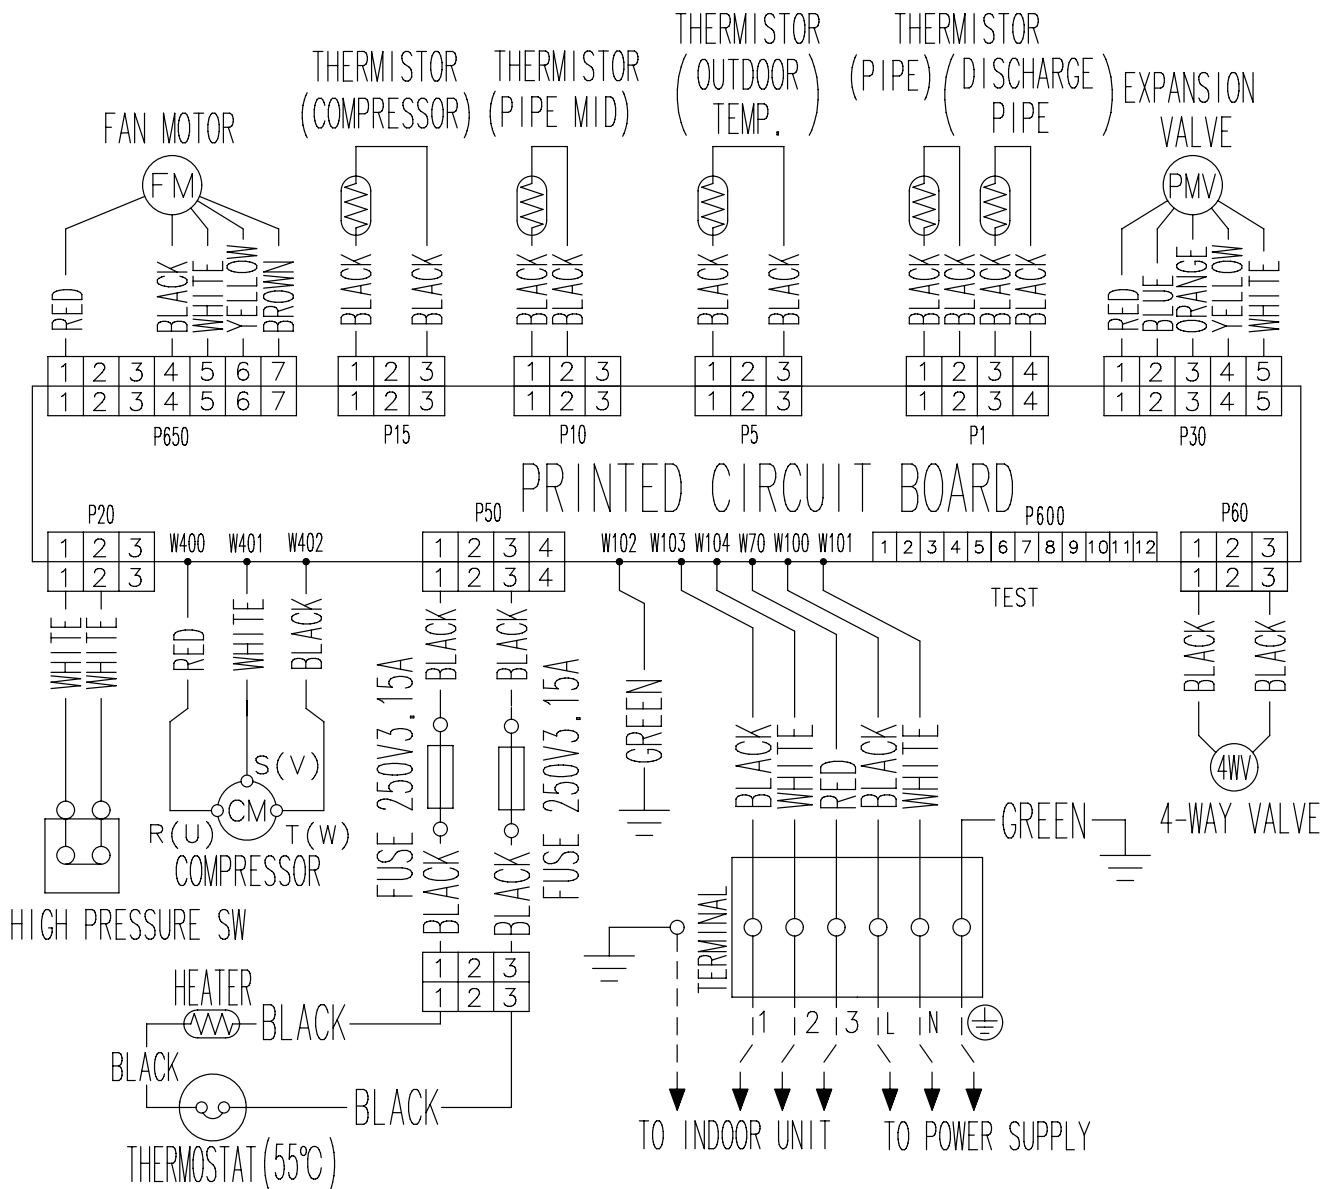 THERMISTOR
(OUTDOOR
TEMP.)
THERMISTOR
(PIPE) (DISCHARGE
PIPE)
THERMISTOR
(COMPRESSOR)
THERMISTOR
(PIPE MID)
EXPANSION
VALVE
FAN MOTOR
FM
PMV
RED
BLACK
WHITE
YELLOW
BROWN
BLACK
BLACK
BLACK
BLACK
BLACK
BLACK
BLACK
BLACK
BLACK
BLACK
RED
BLUE
ORANGE
YELLOW
WHITE
1 2 3 4 5 6 7
1 2 3 4 5 6 7
P650
1 2 3
1 2 3
P15
1 2 3
1 2 3
P10
1 2 3
1 2 3
P5
1 2 3 4
1 2 3 4
P1
1 2 3 4 5
1 2 3 4 5
P30
PRINTED CIRCUIT BOARD
P20
1 2 3
1 2 3
W400 W401 W402
P50
1 2 3 4
1 2 3 4
W102 W103 W104 W70 W100 W101
P600
1 2 3 4 5 6 7 8 9 10 11 12
TEST
P60
1 2 3
1 2 3
WHITE
WHITE
RED
WHITE
BLACK
BLACK
BLACK
FUSE 250V3.15A
FUSE 250V3.15A
GREEN
BLACK
WHITE
RED
BLACK
WHITE
BLACK
BLACK
4WV
4-WAY VALVE
S(V)
CM
R(U) T(W)
COMPRESSOR
GREEN
HIGH PRESSURE SW
BLACK
BLACK
TERMINAL
1 2 3
1 2 3
HEATER
BLACK
BLACK
BLACK
THERMOSTAT(55℃)
1 2 3 L N
TO INDOOR UNIT
TO POWER SUPPLY